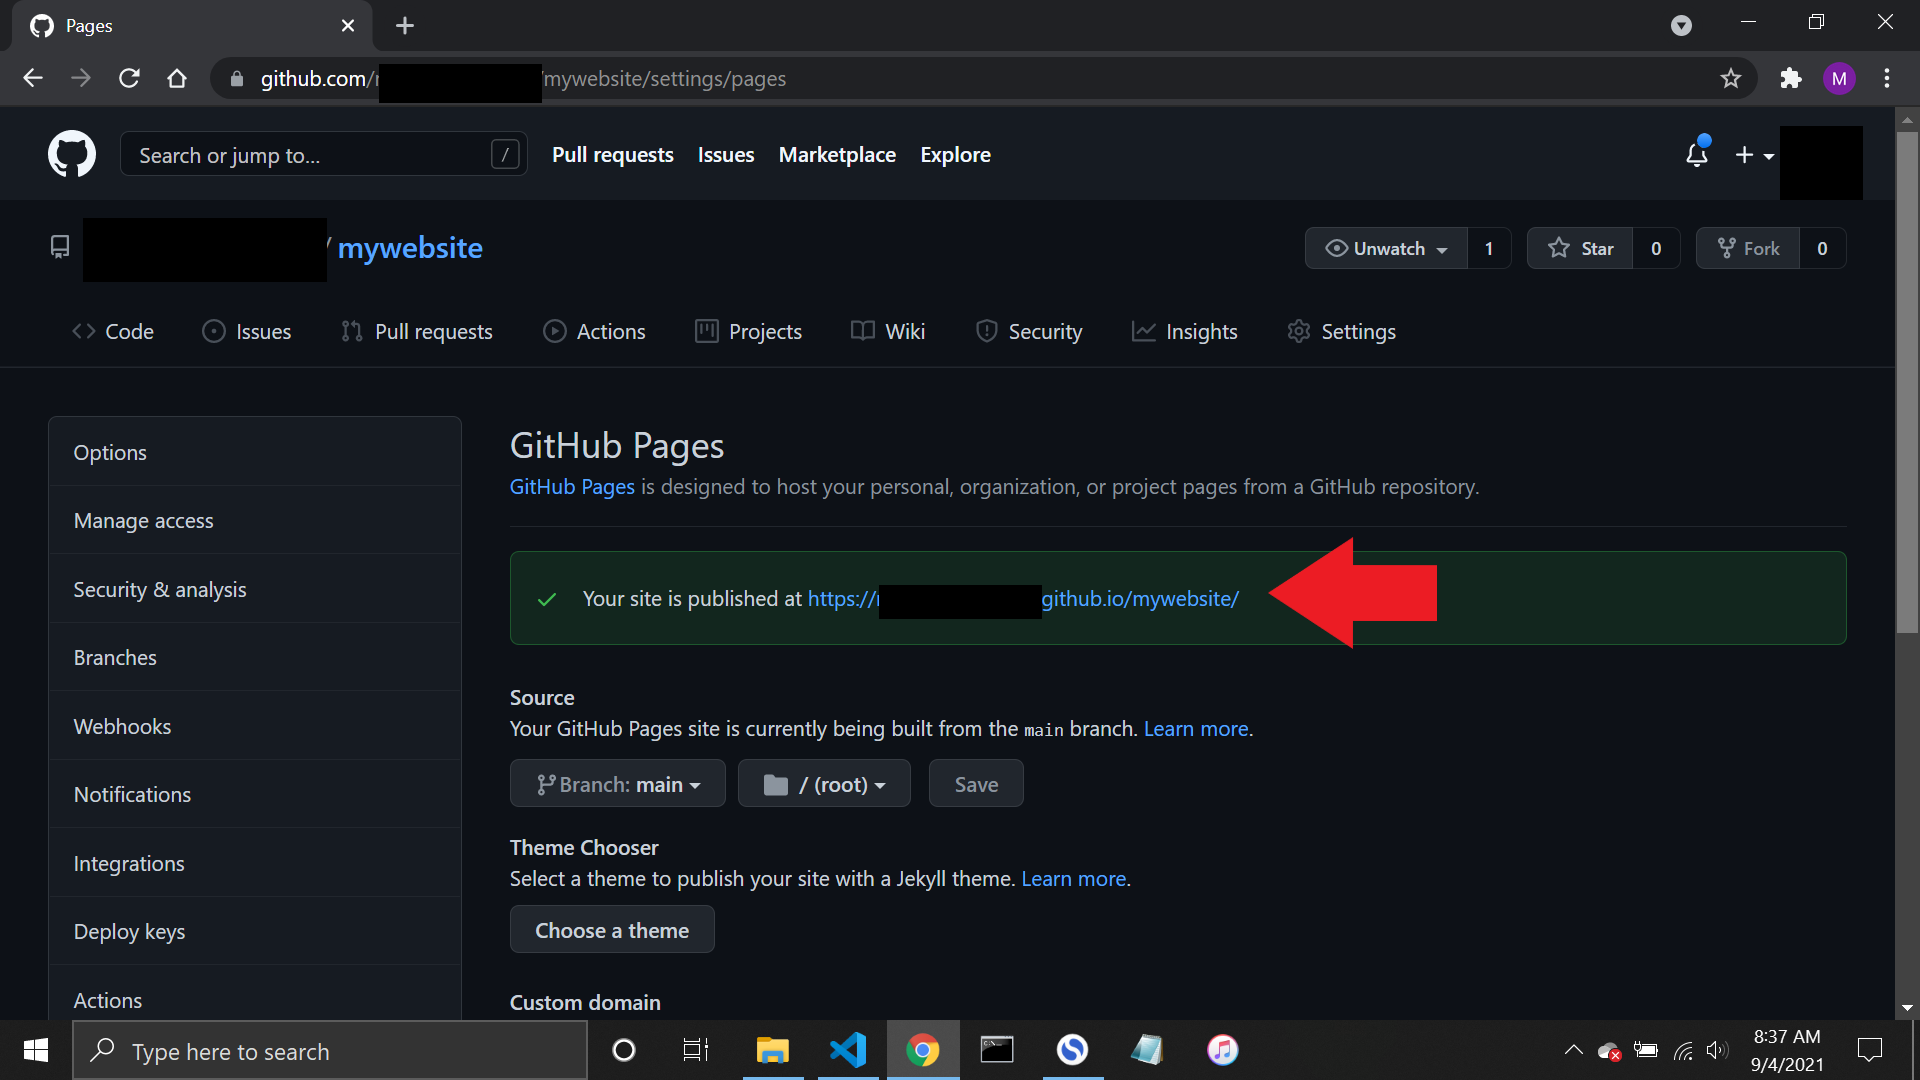 Pages
github.com/r /mywebsite/settings/pages
M
Search or jump to... /
Pull requests Issues Marketplace Explore
/ mywebsite
Unwatch 1 Star 0 Fork 0
Code Issues Pull requests Actions Projects Wiki Security Insights Settings
Options
Manage access
Security & analysis
Branches
Webhooks
Notifications
Integrations
Deploy keys
Actions
GitHub Pages
GitHub Pages is designed to host your personal, organization, or project pages from a GitHub repository.
Your site is published at https://r github.io/mywebsite/
Source
Your GitHub Pages site is currently being built from the main branch. Learn more.
Branch: main / (root) Save
Theme Chooser
Select a theme to publish your site with a Jekyll theme. Learn more.
Choose a theme
Custom domain
Type here to search
8:37 AM
9/4/2021